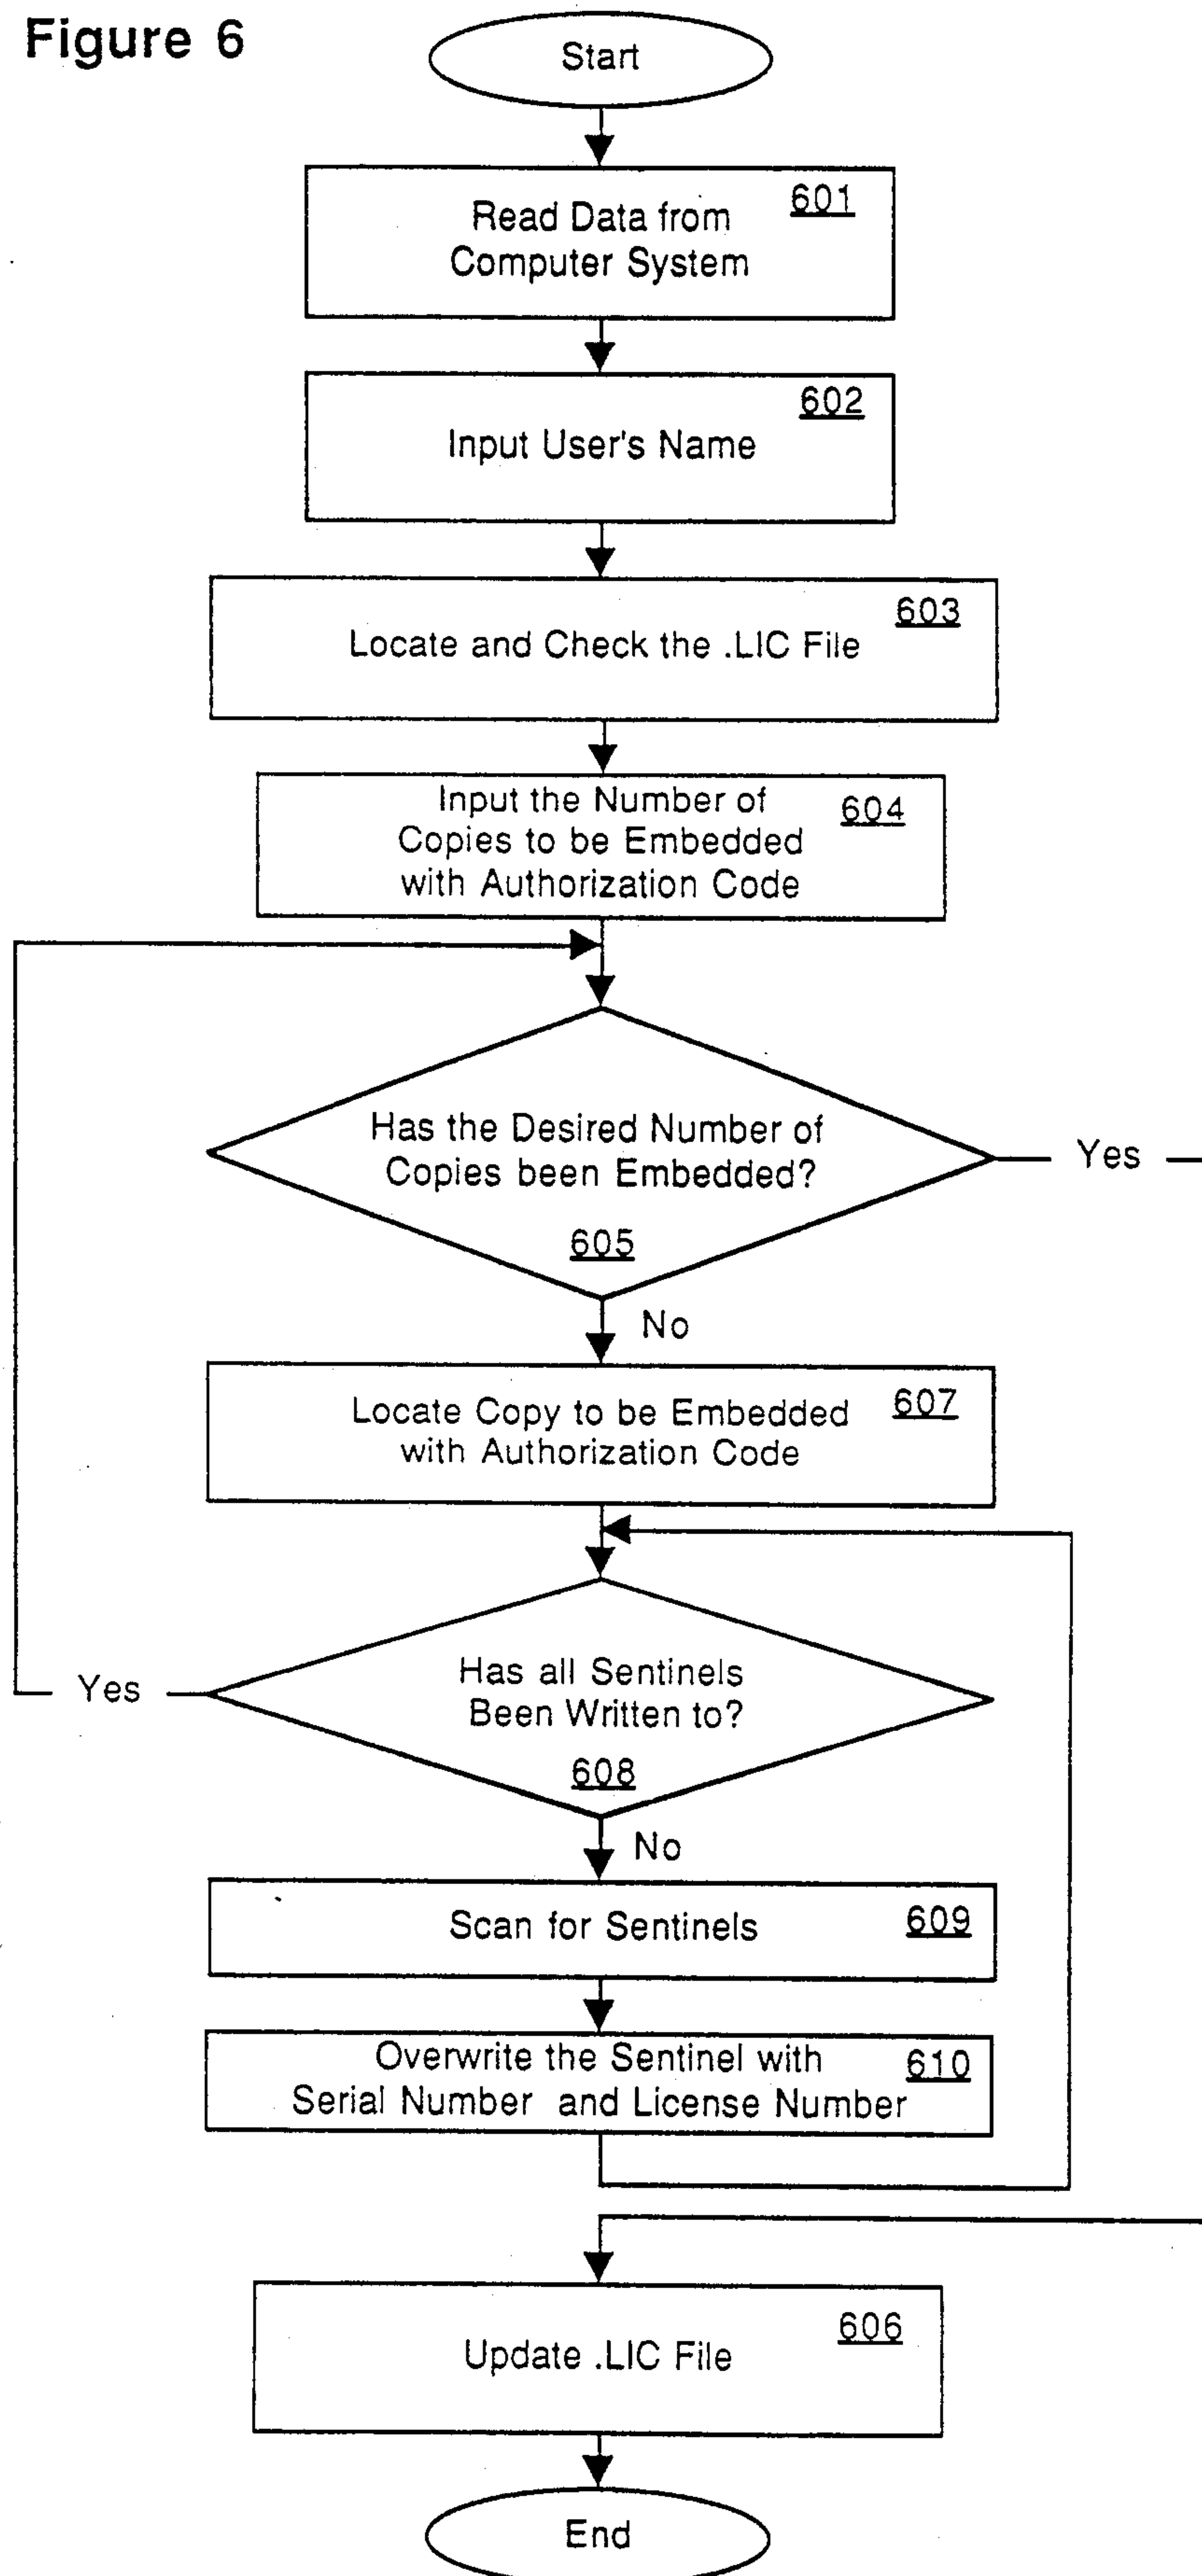 Figure 6
Start
601
Read Data from
Computer System
602
Input User's Name
603
Locate and Check the .LIC File
Input the Number of
604
Copies to be Embedded
with Authorization Code
Has the Desired Number of
Copies been Embedded?
Yes
605
No
607
Locate Copy to be Embedded
with Authorization Code
Has all Sentinels
Been Written to?
Yes
608
No
Scan for Sentinels
609
Overwrite the Sentinel with
610
Serial Number and License Number
606
Update .LIC File
End